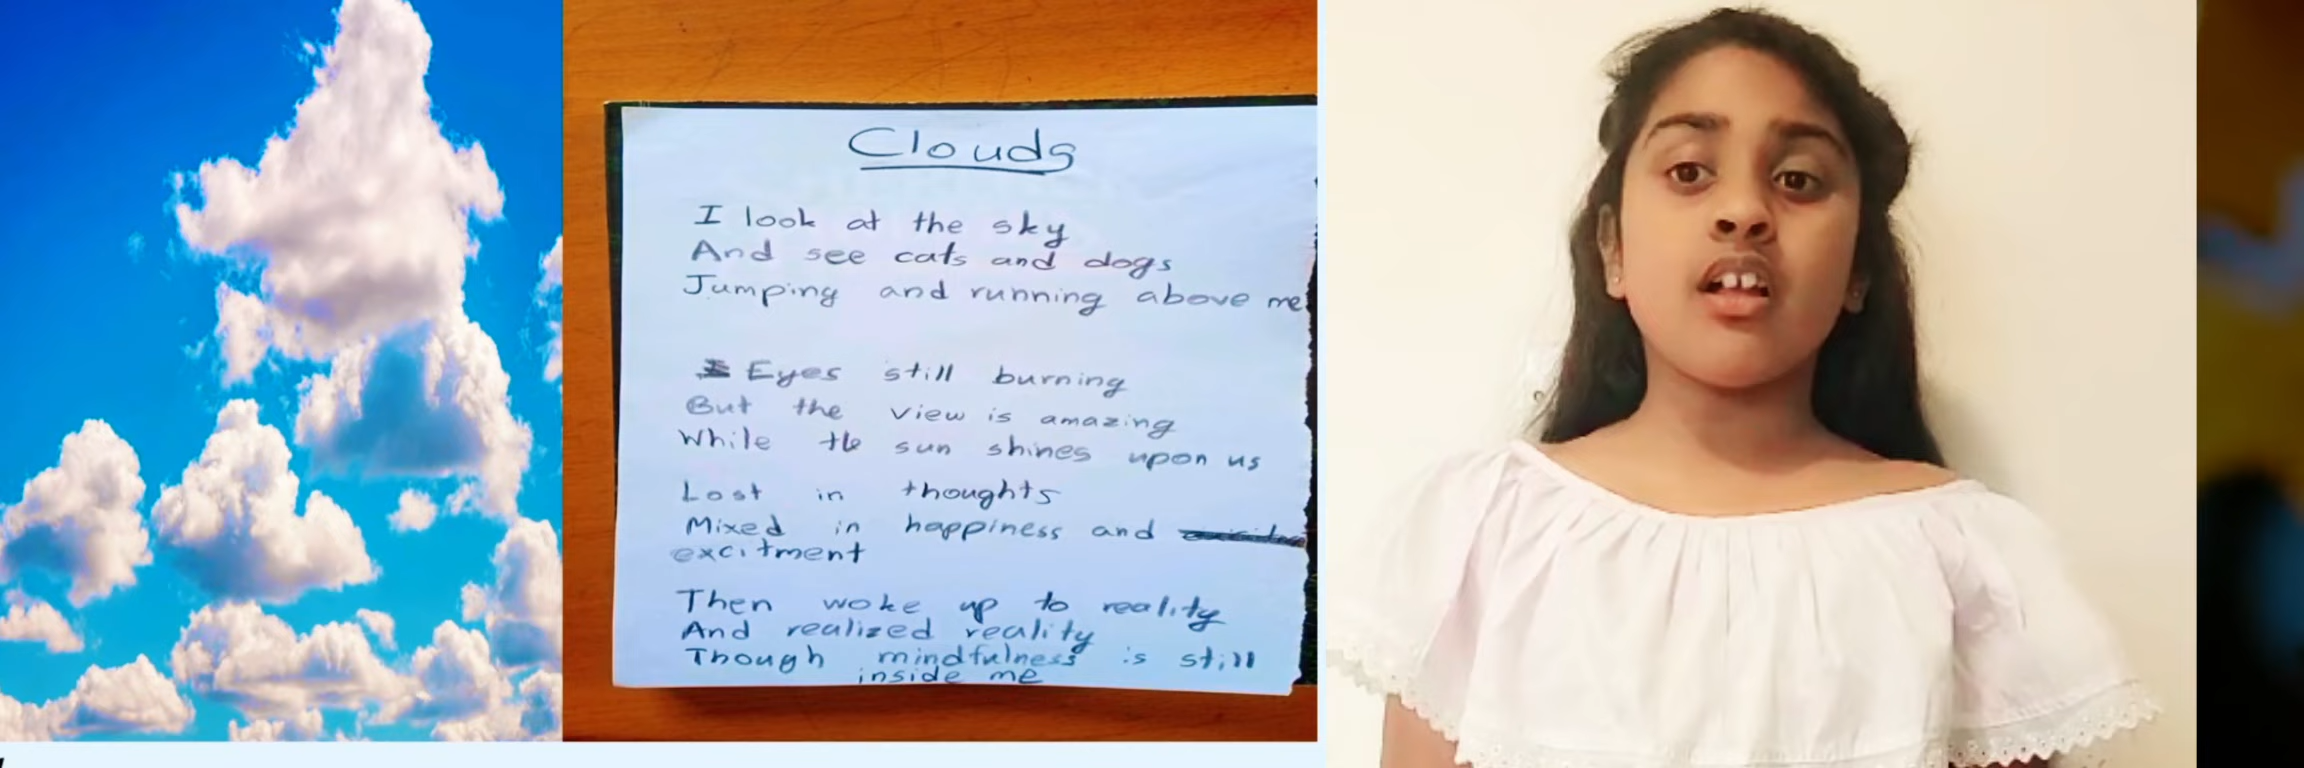 Clouds
I look at the sky
And see cats and dogs
Jumping and running above me
Eyes still burning
But the view is amazing
While the sun shines upon us
Lost in thoughts
Mixed in happiness and
excitment
Then woke up to reality
And realized reality
Though mindfulness is still
inside me